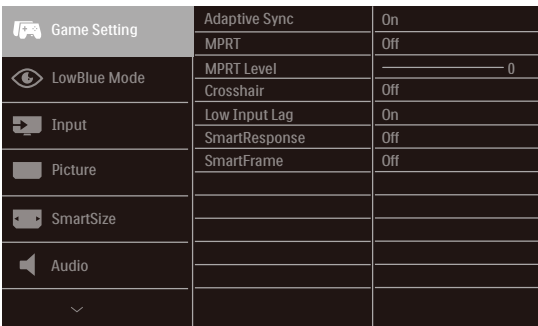 Game Setting
LowBlue Mode
Input
Picture
SmartSize
Audio
Adaptive Sync On
MPRT Off
MPRT Level 0
Crosshair Off
Low Input Lag On
SmartResponse Off
SmartFrame Off